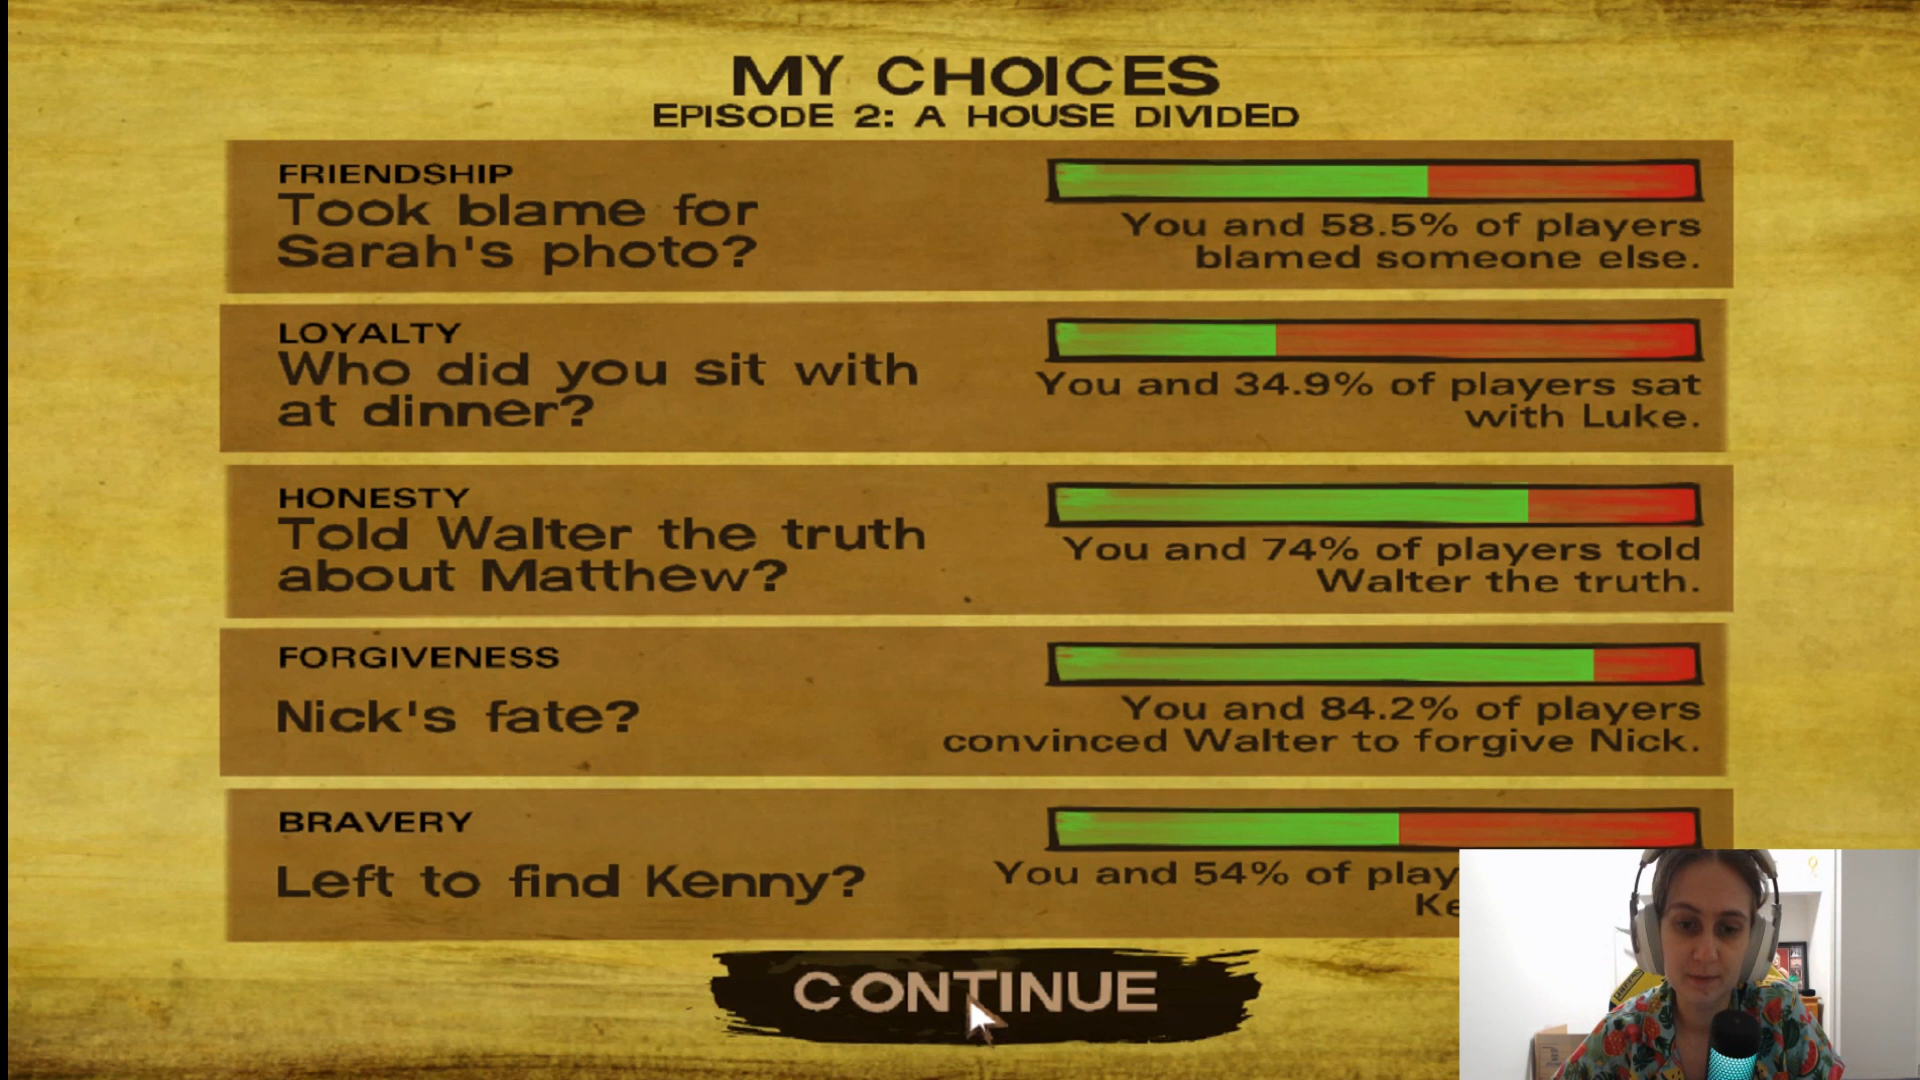 MY CHOICES
EPISODE 2: A HOUSE DIVIDED
FRIENDSHIP
Took blame for
Sarah's photo?
You and 58.5% of players
blamed someone else.
LOYALTY
Who did you sit with
at dinner?
You and 34.9% of players sat
with Luke.
HONESTY
Told Walter the truth
about Matthew?
You and 74% of players told
Walter the truth.
FORGIVENESS
Nick's fate?
You and 84.2% of players
convinced Walter to forgive Nick.
BRAVERY
Left to find Kenny?
You and 54% of play
Ke
CONTINUE